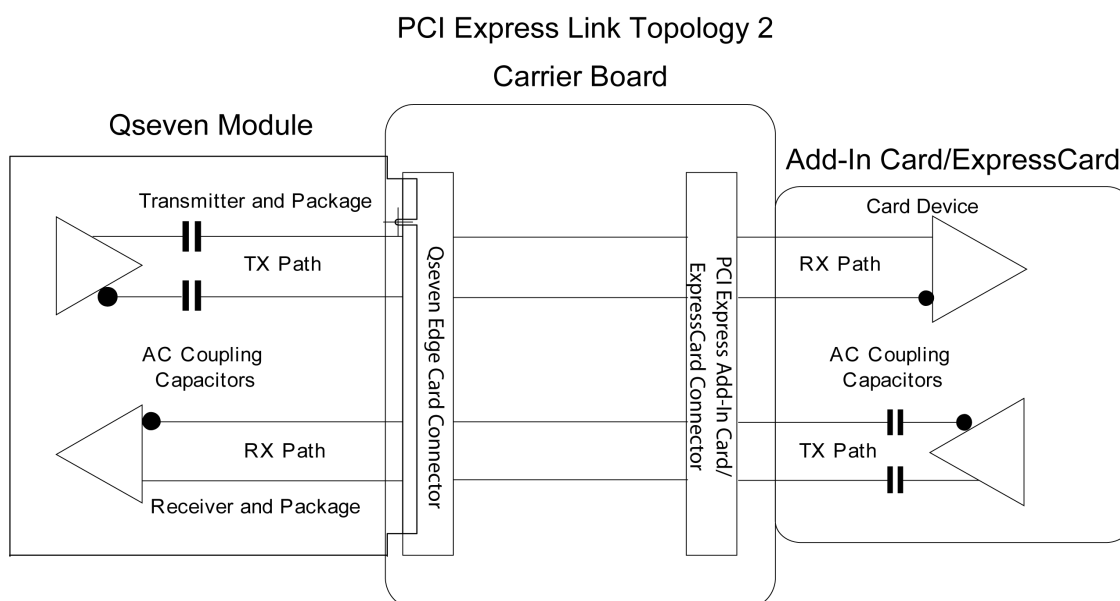 PCI Express Link Topology 2
Carrier Board
Qseven Module
Add-In Card/ExpressCard
Transmitter and Package
TX Path
AC Coupling
Capacitors
RX Path
Receiver and Package
Qseven Edge Card Connector
PCI Express Add-In Card/
ExpressCard Connector
Card Device
RX Path
AC Coupling
Capacitors
TX Path